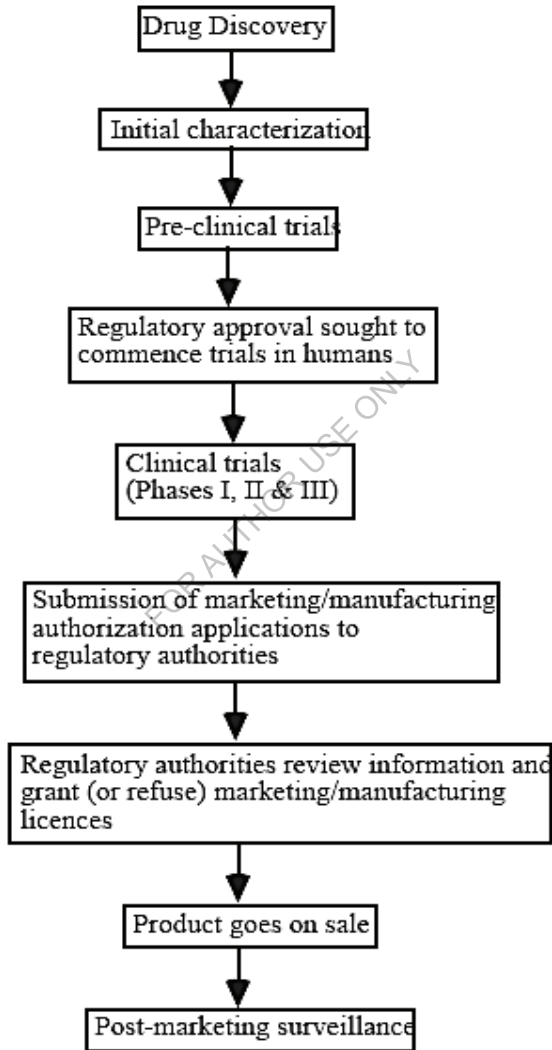 Drug Discovery
Initial characterization
Pre-clinical trials
Regulatory approval sought to
commence trials in humans
Clinical trials
(Phases I, II & III)
Submission of marketing/manufacturing
authorization applications to
regulatory authorities
Regulatory authorities review information and
grant (or refuse) marketing/manufacturing
licences
Product goes on sale
Post-marketing surveillance
FOR AUTHOR USE ONLY